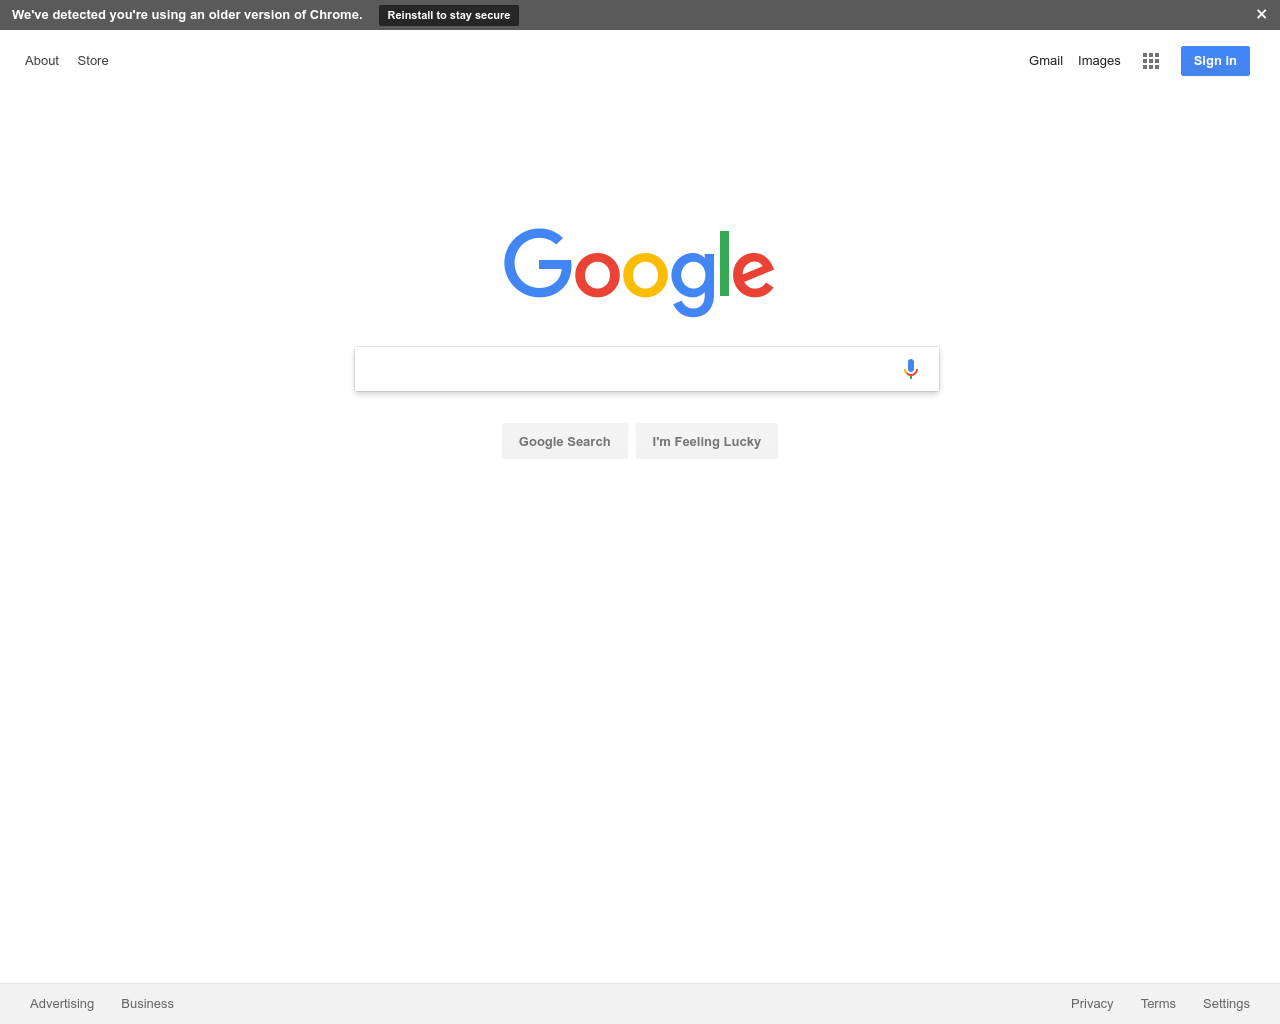 We've detected you're using an older version of Chrome. Reinstall to stay secure ×
About Store Gmail Images Sign in
Google
Google Search I'm Feeling Lucky
Advertising Business Privacy Terms Settings